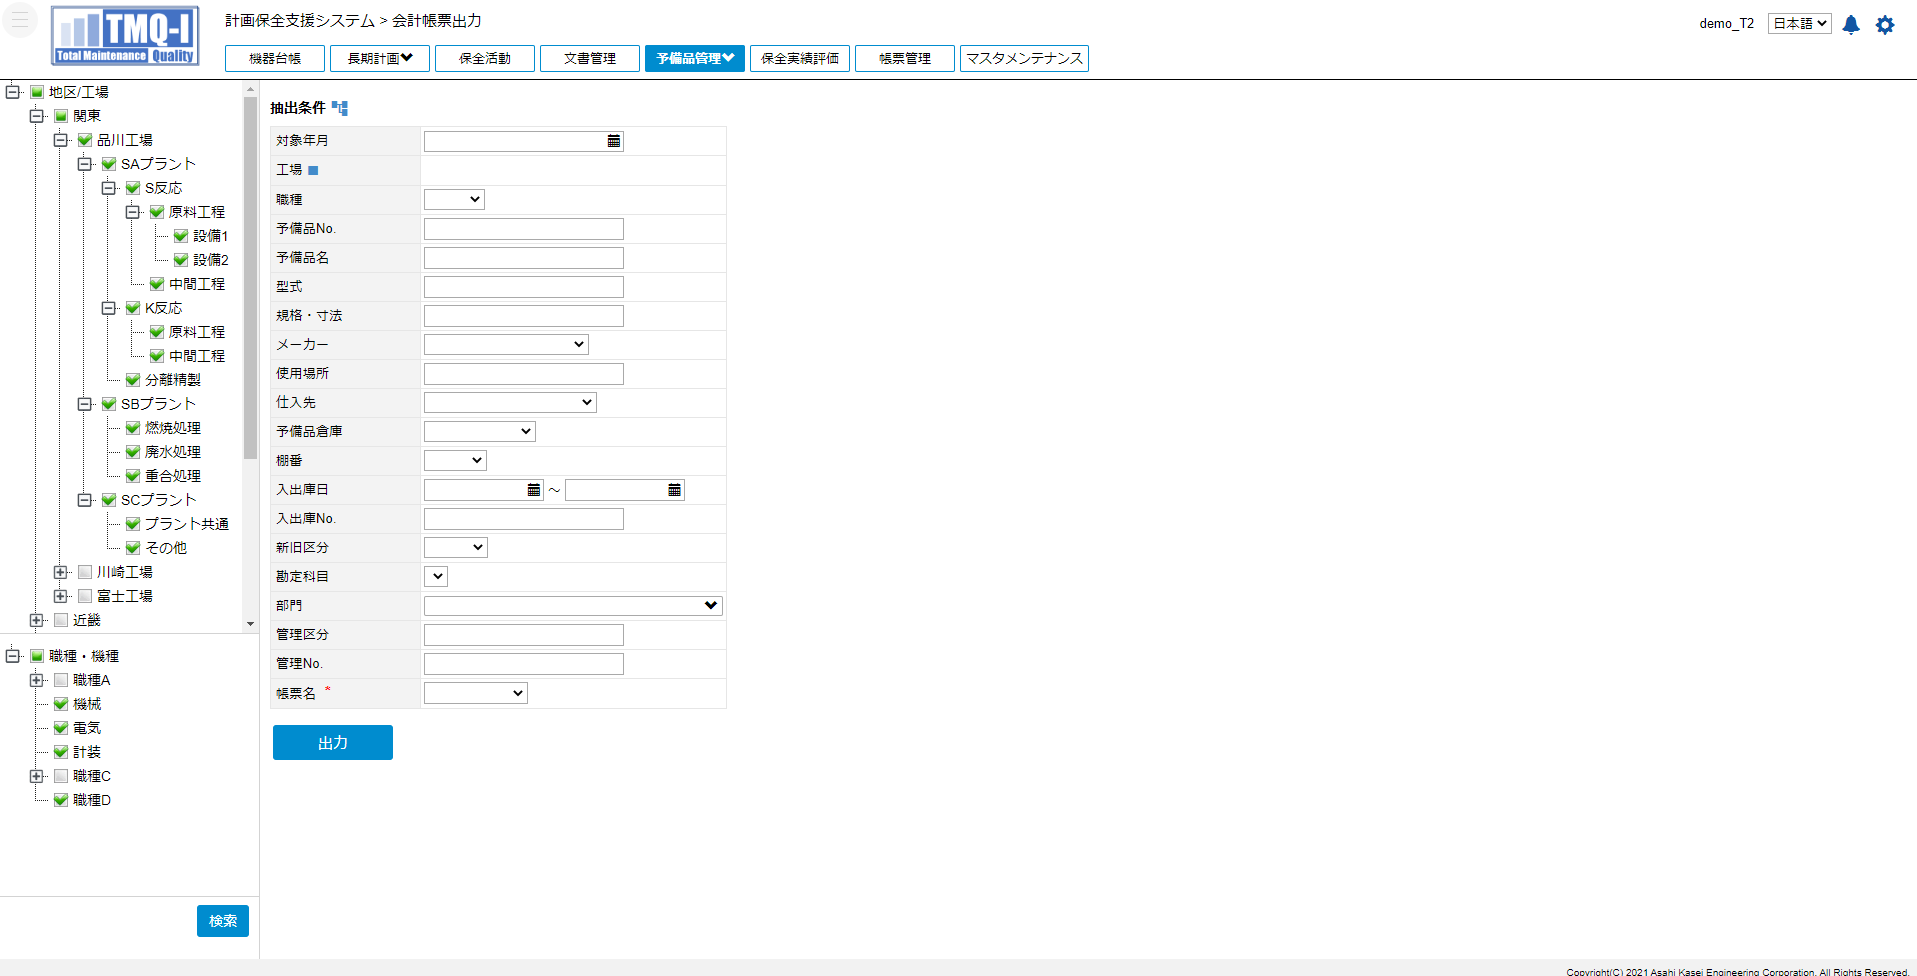 TMQ-I
Total Maintenance Quality
計画保全支援システム > 会計帳票出力
demo_T2
日本語
機器台帳
長期計画
保全活動
文書管理
予備品管理
保全実績評価
帳票管理
マスタメンテナンス
地区/工場
関東
品川工場
SAプラント
S反応
原料工程
設備1
設備2
中間工程
K反応
原料工程
中間工程
分離精製
SBプラント
燃焼処理
廃水処理
重合処理
SCプラント
プラント共通
その他
川崎工場
富士工場
近畿
職種・機種
職種A
機械
電気
計装
職種C
職種D
検索
抽出条件
対象年月
工場
職種
予備品No.
予備品名
型式
規格・寸法
メーカー
使用場所
仕入先
予備品倉庫
棚番
入出庫日 ～
入出庫No.
新旧区分
勘定科目
部門
管理区分
管理No.
帳票名 *
出力
Copyright(C) 2021 Asahi Kasei Engineering Corporation. All Rights Reserved.